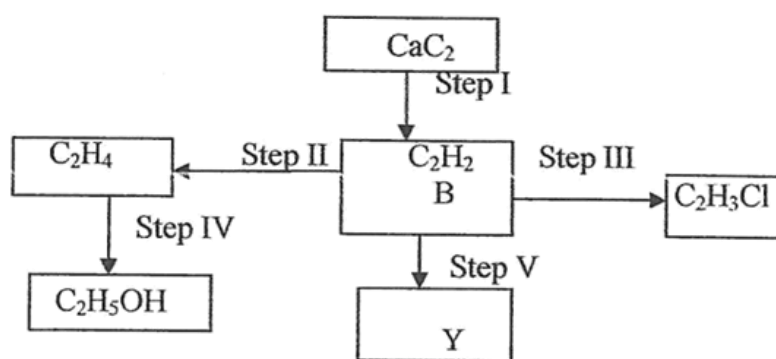 CaC₂
Step I
C₂H₄
Step II
C₂H₂
B
Step III
C₂H₃Cl
Step IV
Step V
C₂H₅OH
Y